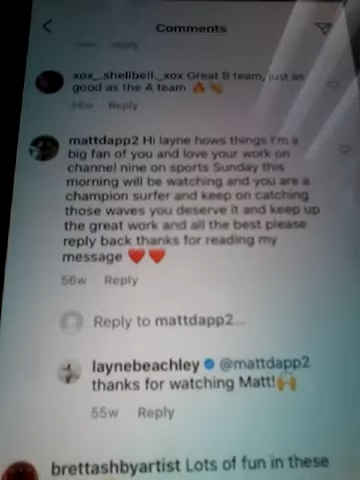 Comments
Reply
xox_.shellbell._xox Great B team, just as
good as the A team 🔥👏
56w Reply
mattdapp2 Hi layne hows things I'm a
big fan of you and love your work on
channel nine on sports Sunday this
morning will be watching and you are a
champion surfer and keep on catching
those waves you deserve it and keep up
the great work and all the best please
reply back thanks for reading my
message ❤️❤️
56w Reply
Reply to mattdapp2...
laynebeachley @mattdapp2
thanks for watching Matt!🙌
55w Reply
brettashbyartist Lots of fun in these